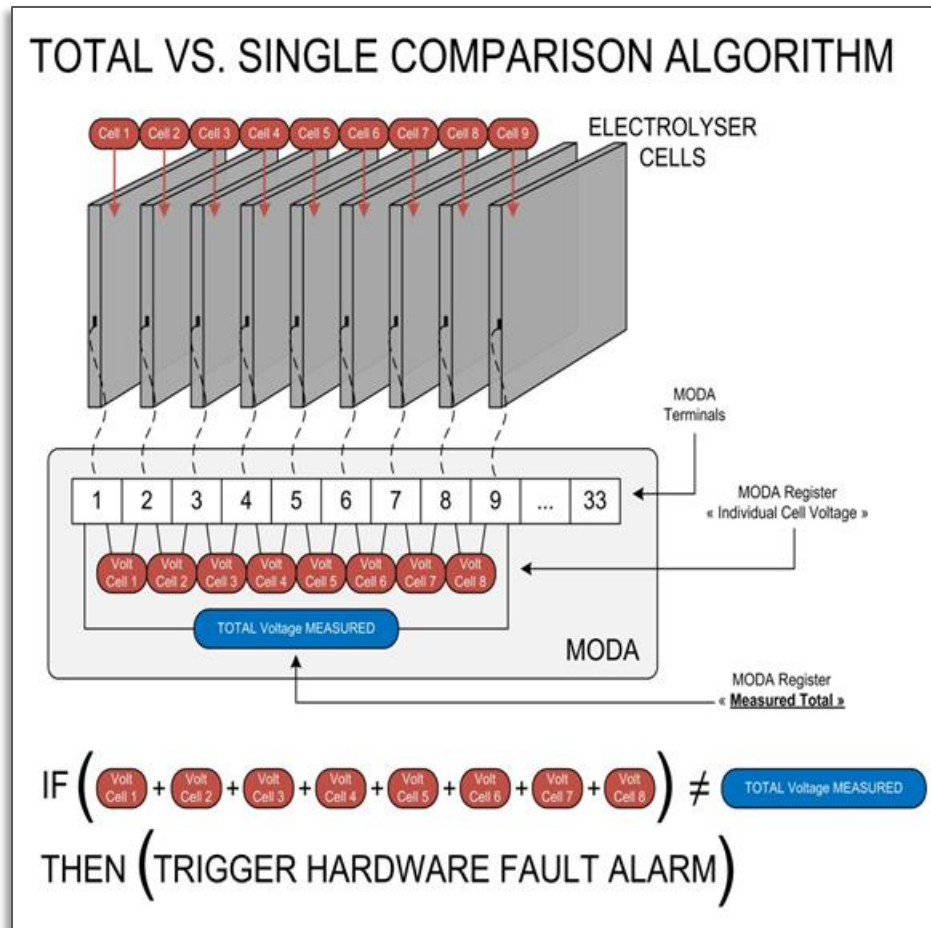 TOTAL VS. SINGLE COMPARISON ALGORITHM
Cell 1 Cell 2 Cell 3 Cell 4 Cell 5 Cell 6 Cell 7 Cell 8 Cell 9
ELECTROLYSER
CELLS
MODA
Terminals
1 2 3 4 5 6 7 8 9 ... 33
MODA Register
« Individual Cell Voltage »
Volt Volt Volt Volt Volt Volt Volt Volt
Cell 1 Cell 2 Cell 3 Cell 4 Cell 5 Cell 6 Cell 7 Cell 8
TOTAL Voltage MEASURED
MODA
MODA Register
« Measured Total »
IF ( Volt Cell 1 + Volt Cell 2 + Volt Cell 3 + Volt Cell 4 + Volt Cell 5 + Volt Cell 6 + Volt Cell 7 + Volt Cell 8 ) ≠ TOTAL Voltage MEASURED
THEN (TRIGGER HARDWARE FAULT ALARM)